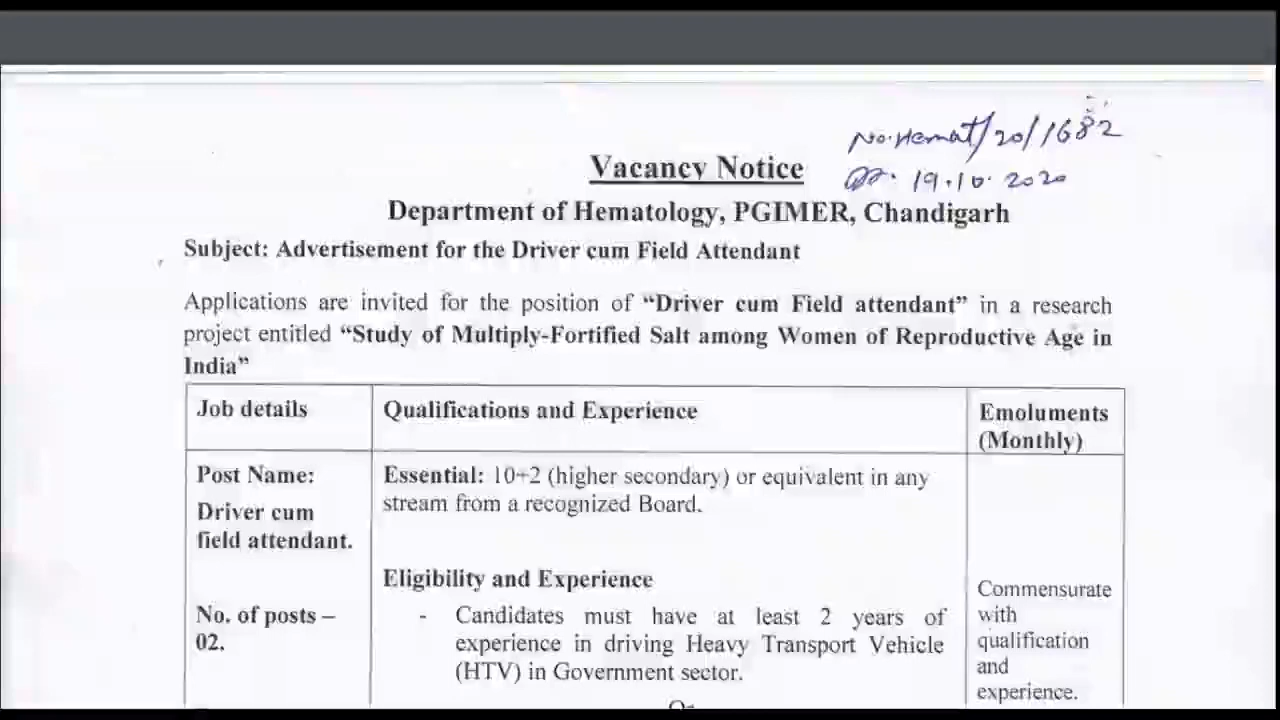 No. Hemat/20/1682
Vacancy Notice
Dt. 19.10.2020
Department of Hematology, PGIMER, Chandigarh
Subject: Advertisement for the Driver cum Field Attendant
Applications are invited for the position of “Driver cum Field attendant” in a research
project entitled “Study of Multiply-Fortified Salt among Women of Reproductive Age in
India”
Job details
Qualifications and Experience
Emoluments
(Monthly)
Post Name:
Driver cum
field attendant.
No. of posts –
02.
Essential: 10+2 (higher secondary) or equivalent in any
stream from a recognized Board.
Eligibility and Experience
- Candidates must have at least 2 years of
experience in driving Heavy Transport Vehicle
(HTV) in Government sector.
Commensurate
with
qualification
and
experience.